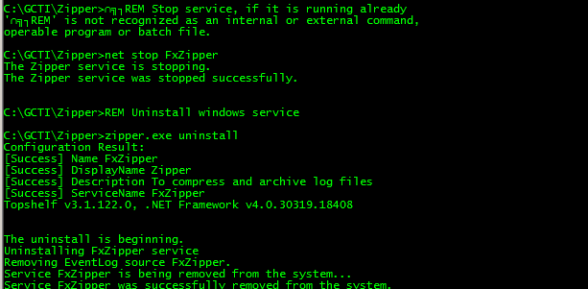 C:\GCTI\Zipper>∩╗┐REM Stop service, if it is running already
'∩╗┐REM' is not recognized as an internal or external command,
operable program or batch file.
C:\GCTI\Zipper>net stop FxZipper
The Zipper service is stopping.
The Zipper service was stopped successfully.
C:\GCTI\Zipper>REM Uninstall windows service
C:\GCTI\Zipper>zipper.exe uninstall
Configuration Result:
[Success] Name FxZipper
[Success] DisplayName Zipper
[Success] Description To compress and archive log files
[Success] ServiceName FxZipper
Topshelf v3.1.122.0, .NET Framework v4.0.30319.18408
The uninstall is beginning.
Uninstalling FxZipper service
Removing EventLog source FxZipper.
Service FxZipper is being removed from the system...
Service FxZipper was successfully removed from the system.